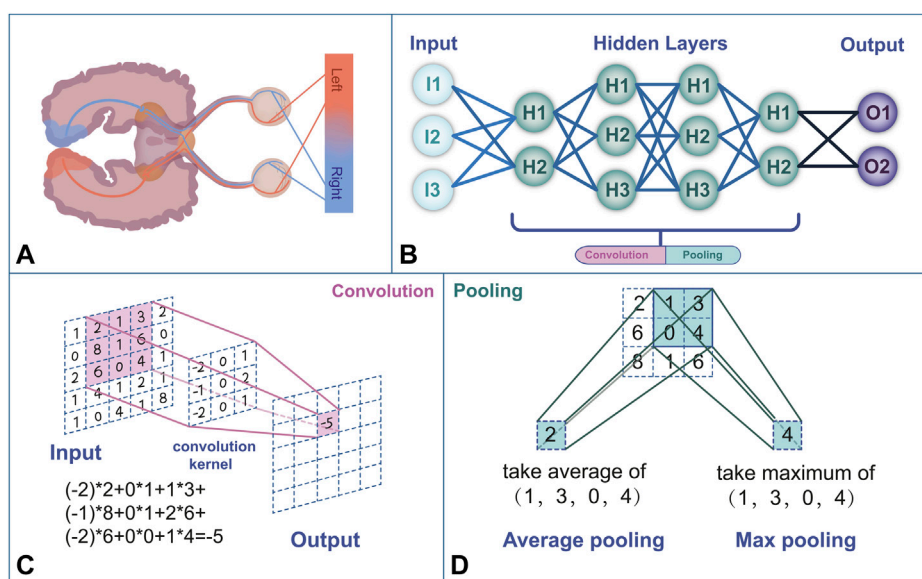 Left
Right
A
Input
Hidden Layers
Output
I1
I2
I3
H1
H2
H1
H2
H3
H1
H2
H3
H1
H2
O1
O2
Convolution
Pooling
B
Convolution
1 2 1 3 2
0 8 1 6 0
2 6 0 4 1
1 4 1 2 1
1 0 4 1 8
-2 0 1
-1 0 2
-2 0 1
-5
Input
convolution
kernel
Output
(-2)*2+0*1+1*3+
(-1)*8+0*1+2*6+
(-2)*6+0*0+1*4=-5
C
Pooling
2 1 3
6 0 4
8 1 6
2
4
take average of
(1, 3, 0, 4)
take maximum of
(1, 3, 0, 4)
Average pooling
Max pooling
D